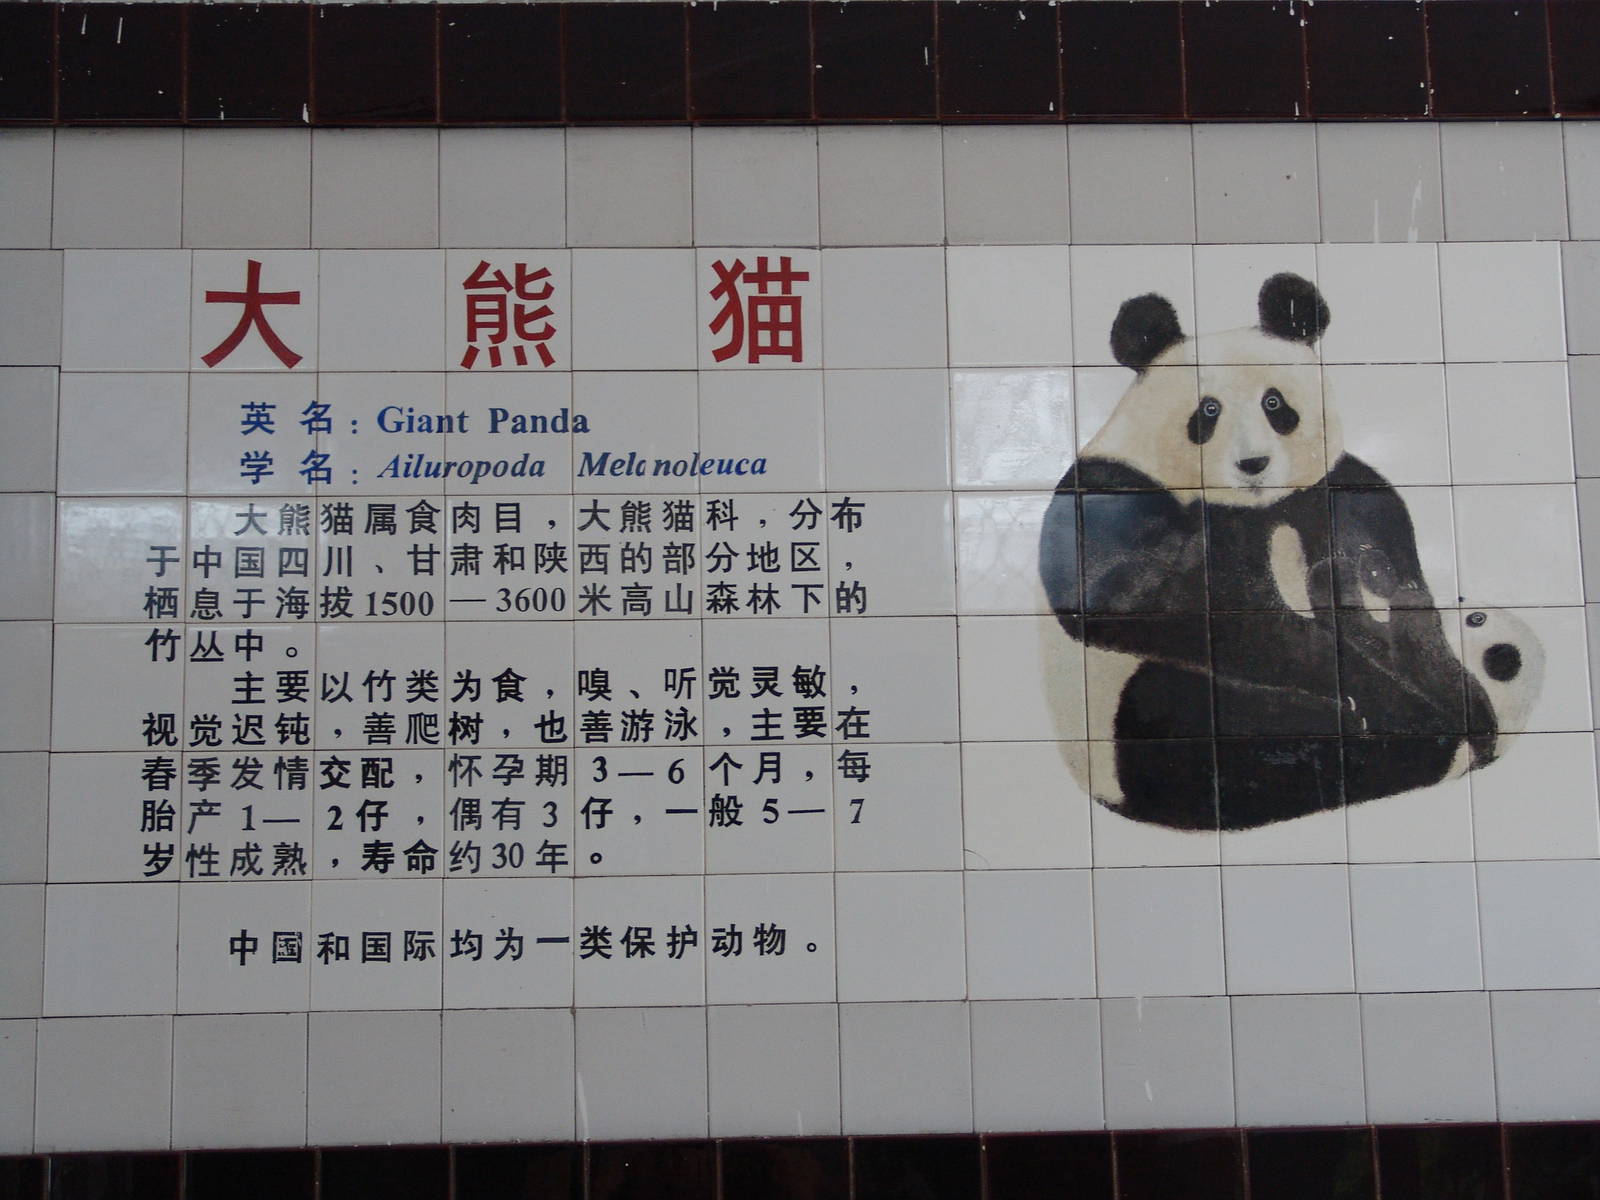 大熊猫
英名：Giant Panda
学名：Ailuropoda Melanoleuca
大熊猫属食肉目，大熊猫科，分布
于中国四川、甘肃和陕西的部分地区，
栖息于海拔1500—3600米高山森林下的
竹丛中。
主要以竹类为食，嗅、听觉灵敏，
视觉迟钝，善爬树，也善游泳，主要在
春季发情交配，怀孕期3—6个月，每
胎产1—2仔，偶有3仔，一般5—7
岁性成熟，寿命约30年。
中国和国际均为一类保护动物。